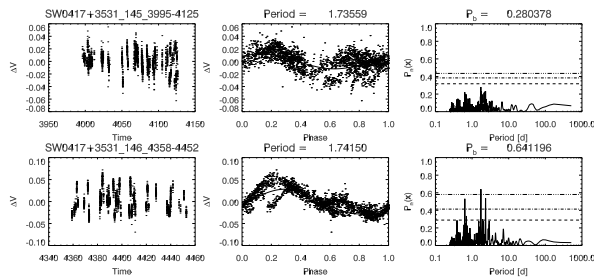 SW0417+3531_145_3995-4125
Period = 1.73559
P_b = 0.280378
ΔV
0.06
0.04
0.02
0.00
-0.02
-0.04
-0.06
-0.08
3950 4000 4050 4100 4150
Time
ΔV
0.06
0.04
0.02
-0.00
-0.02
-0.04
-0.06
-0.08
0.0 0.2 0.4 0.6 0.8 1.0
Phase
P_n(x)
1.0
0.8
0.6
0.4
0.2
0.0
0.1 1.0 10.0 100.0 1000.0
Period [d]
SW0417+3531_146_4358-4452
Period = 1.74150
P_b = 0.641196
ΔV
0.10
0.05
0.00
-0.05
-0.10
4340 4360 4380 4400 4420 4440 4460
Time
ΔV
0.10
0.05
0.00
-0.05
-0.10
0.0 0.2 0.4 0.6 0.8 1.0
Phase
P_n(x)
1.0
0.8
0.6
0.4
0.2
0.0
0.1 1.0 10.0 100.0 1000.0
Period [d]